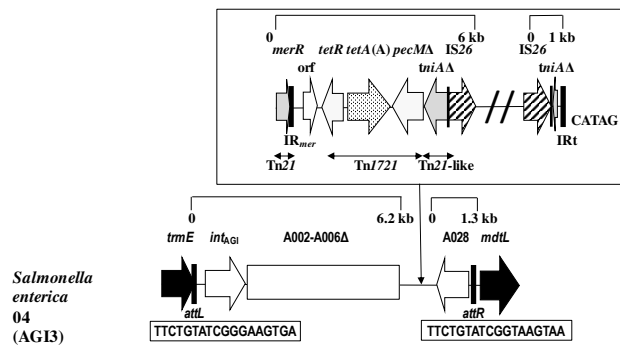 0 6 kb 0 1 kb
merR tetR tetA(A) pecMΔ IS26 IS26
orf tniAΔ tniAΔ
CATAG
IRmer IRt
Tn21 Tn1721 Tn21-like
0 6.2 kb 0 1.3 kb
trmE intAGI A002-A006Δ A028 mdtL
Salmonella
enterica
04
(AGI3)
attL attR
TTCTGTATCGGGAAGTGA TTCTGTATCGGTAAGTAA